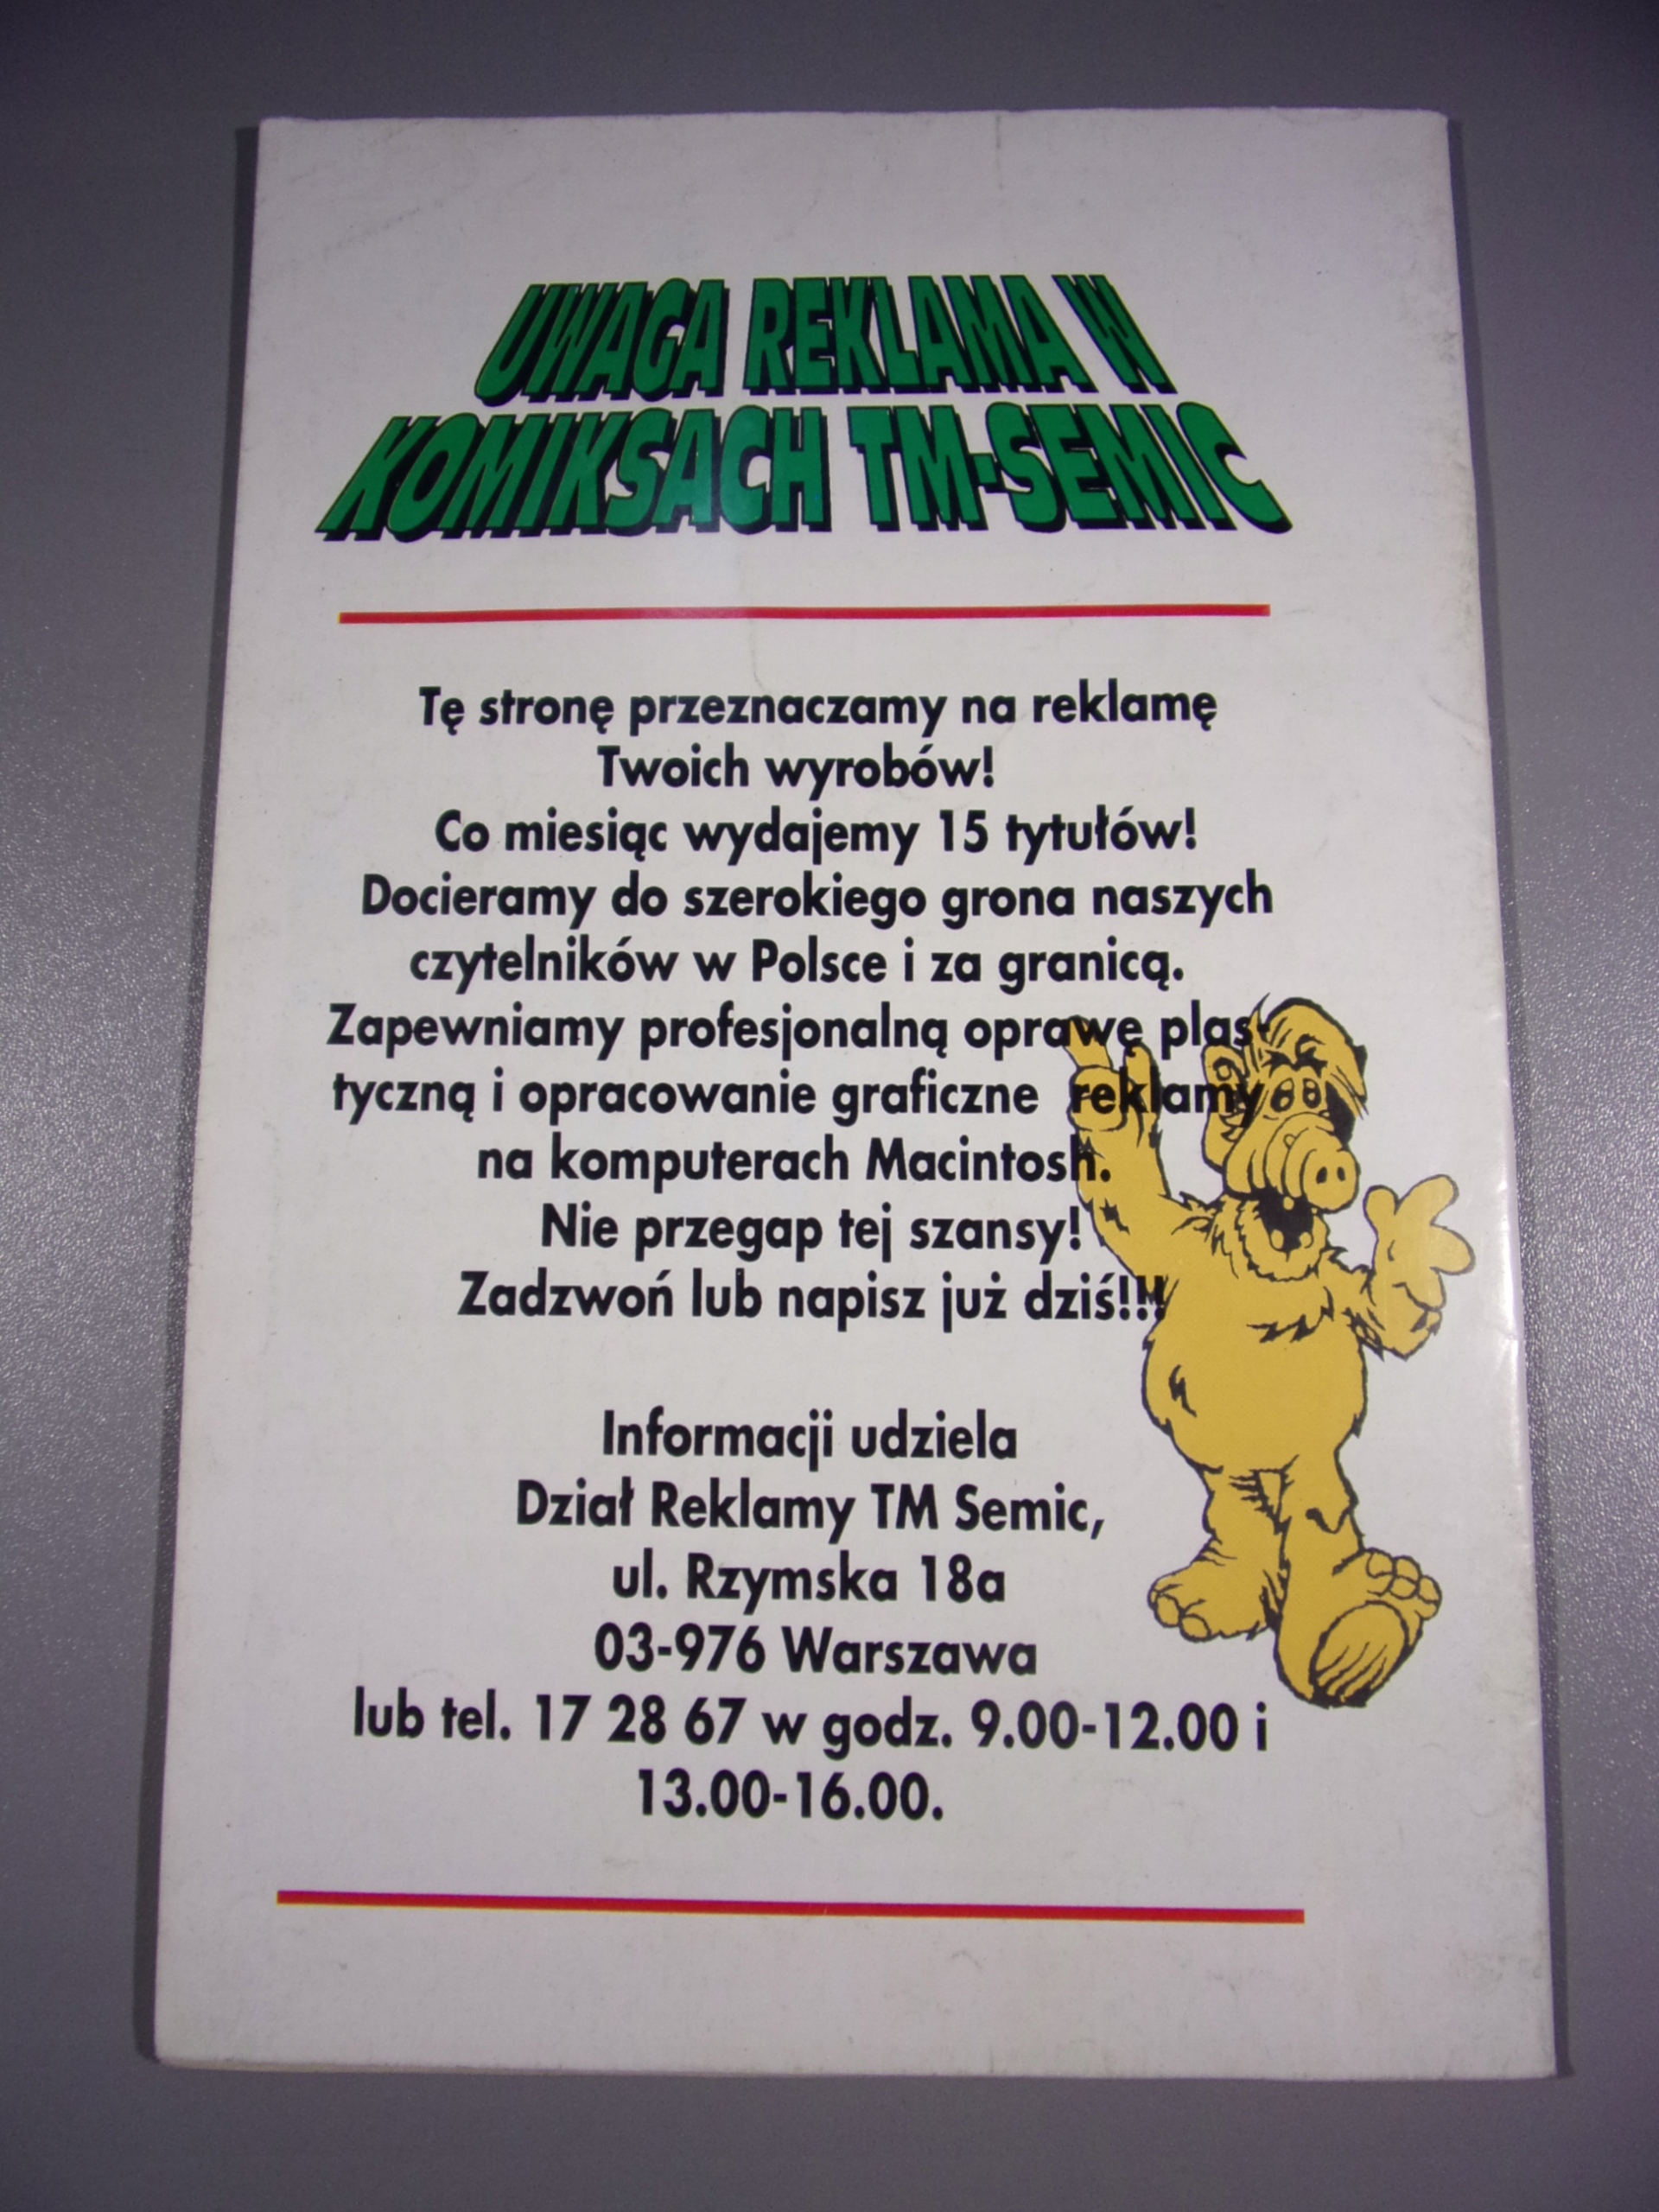 UWAGA REKLAMA W
KOMIKSACH TM-SEMIC
Tę stronę przeznaczamy na reklamę
Twoich wyrobów!
Co miesiąc wydajemy 15 tytułów!
Docieramy do szerokiego grona naszych
czytelników w Polsce i za granicą.
Zapewniamy profesjonalną oprawę plas-
tyczną i opracowanie graficzne reklamy
na komputerach Macintosh.
Nie przegap tej szansy!
Zadzwoń lub napisz już dziś!!!
Informacji udziela
Dział Reklamy TM Semic,
ul. Rzymska 18a
03-976 Warszawa
lub tel. 17 28 67 w godz. 9.00-12.00 i
13.00-16.00.